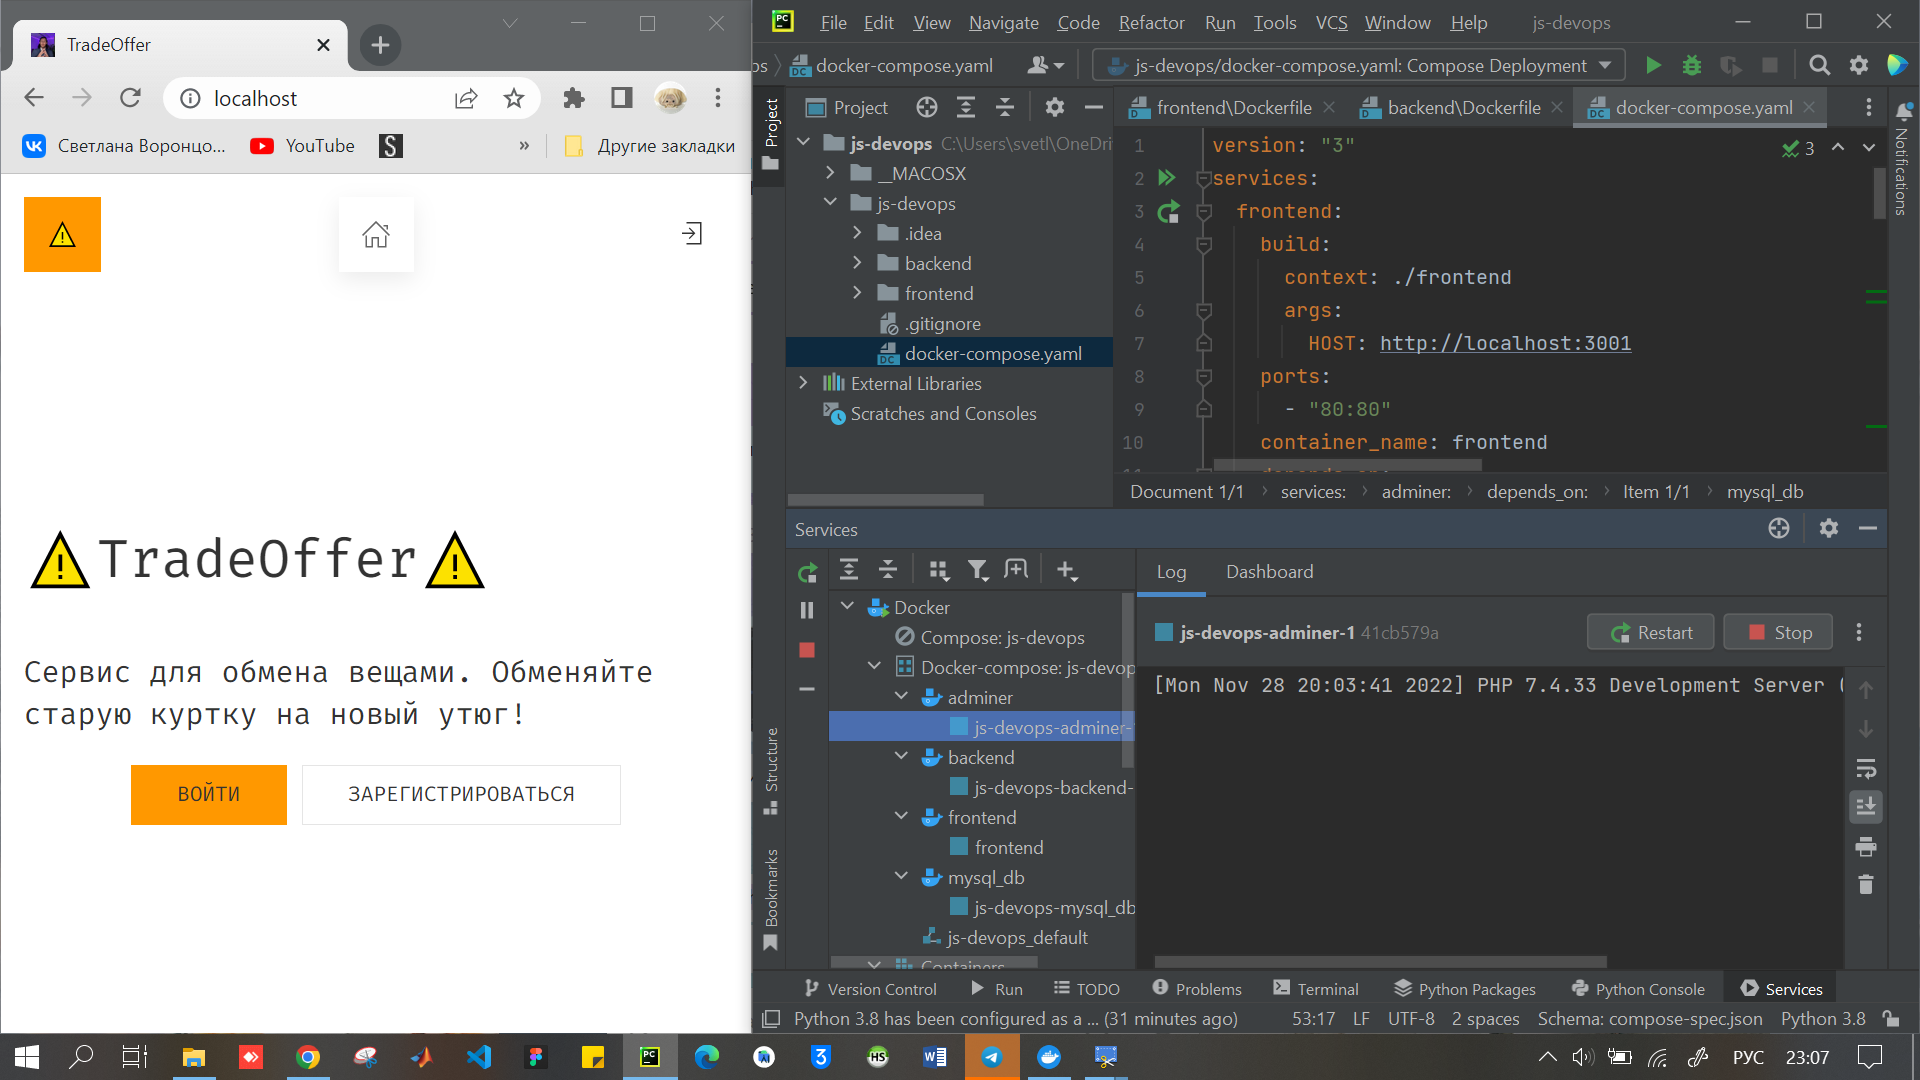 TradeOffer
localhost
Светлана Воронцо...
YouTube
»
Другие закладки
TradeOffer
Сервис для обмена вещами. Обменяйте
старую куртку на новый утюг!
ВОЙТИ
ЗАРЕГИСТРИРОВАТЬСЯ
File Edit View Navigate Code Refactor Run Tools VCS Window Help js-devops
docker-compose.yaml
js-devops/docker-compose.yaml: Compose Deployment
Project
Project
frontend\Dockerfile
backend\Dockerfile
docker-compose.yaml
Notifications
js-devops C:\Users\svetl\OneDri
__MACOSX
js-devops
.idea
backend
frontend
.gitignore
docker-compose.yaml
External Libraries
Scratches and Consoles
3
1 version: "3"
2 services:
3 frontend:
4 build:
5 context: ./frontend
6 args:
7 HOST: http://localhost:3001
8 ports:
9 - "80:80"
10 container_name: frontend
Document 1/1 services: adminer: depends_on: Item 1/1 mysql_db
Services
Structure
Bookmarks
Docker
Compose: js-devops
Docker-compose: js-devop
adminer
js-devops-adminer-
backend
js-devops-backend-
frontend
frontend
mysql_db
js-devops-mysql_db
js-devops_default
Containers
Log Dashboard
js-devops-adminer-1 41cb579a
Restart
Stop
[Mon Nov 28 20:03:41 2022] PHP 7.4.33 Development Server (
Version Control Run TODO Problems Terminal Python Packages Python Console Services
Python 3.8 has been configured as a ... (31 minutes ago) 53:17 LF UTF-8 2 spaces Schema: compose-spec.json Python 3.8
РУС 23:07